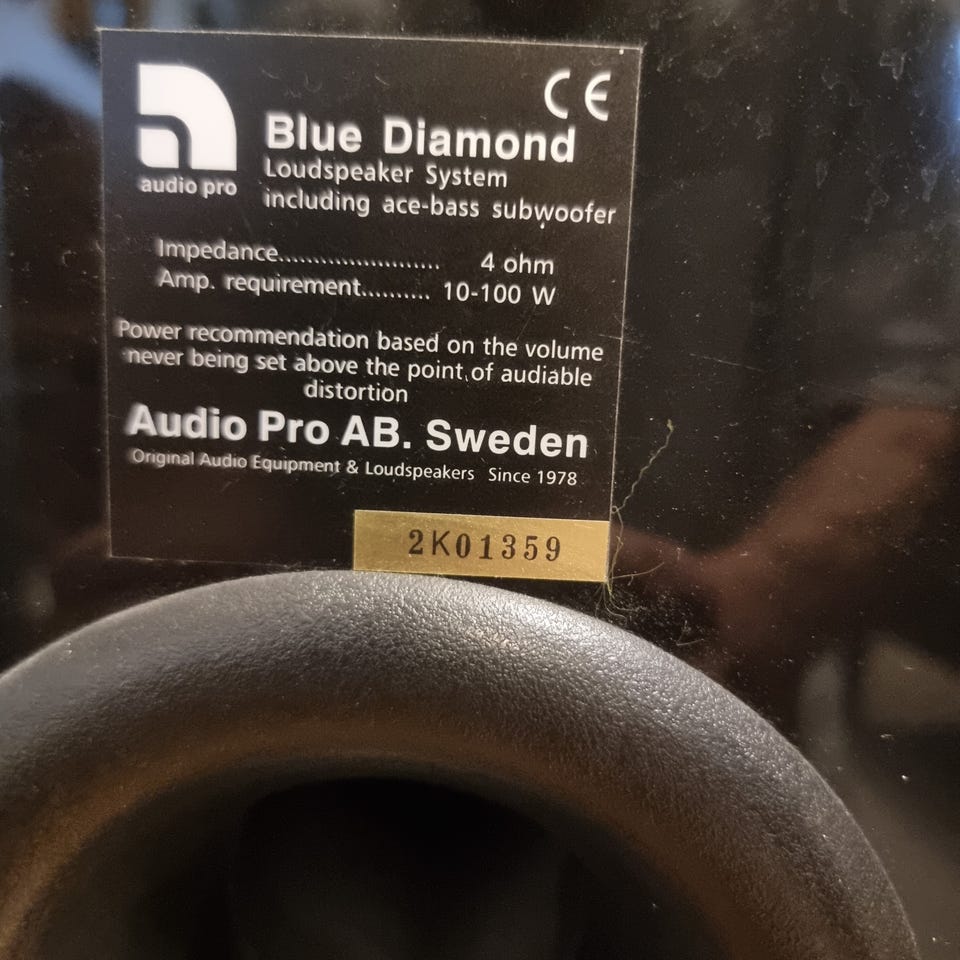 CE
audio pro
Blue Diamond
Loudspeaker System
including ace-bass subwoofer
Impedance........................ 4 ohm
Amp. requirement.......... 10-100 W
Power recommendation based on the volume
never being set above the point of audiable
distortion
Audio Pro AB. Sweden
Original Audio Equipment & Loudspeakers Since 1978
2K01359